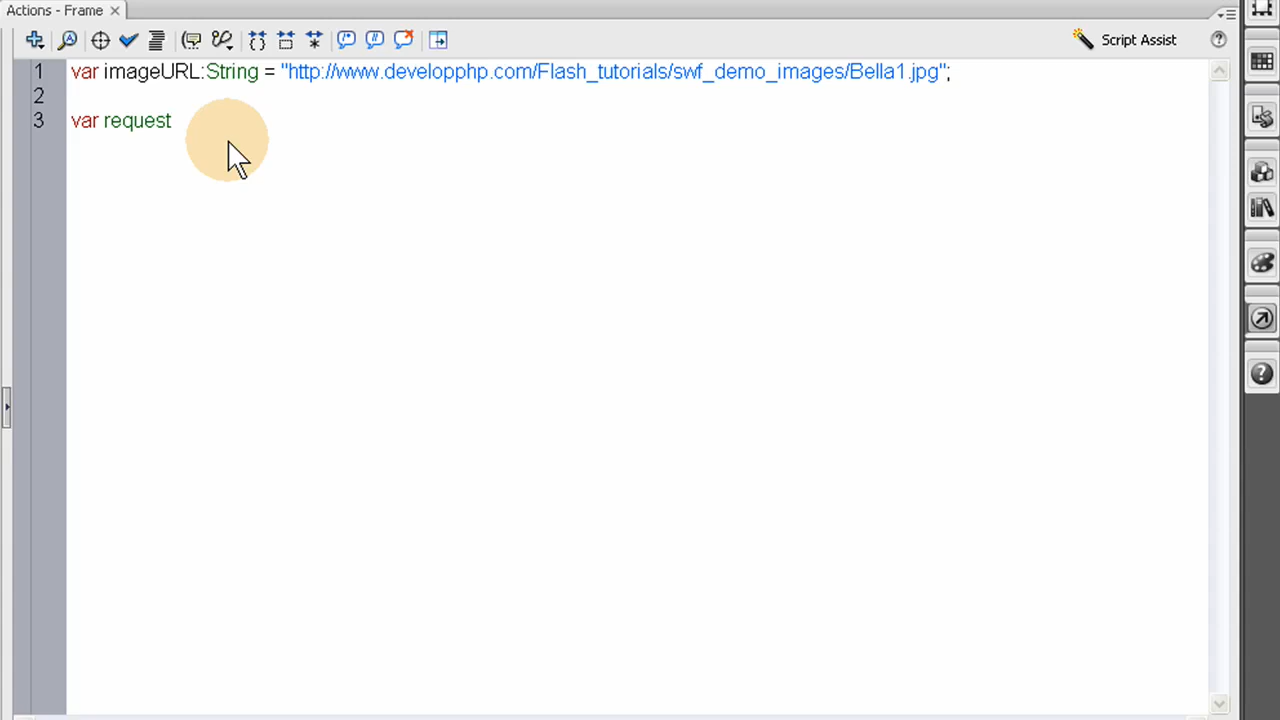 Actions - Frame
Script Assist
1 var imageURL:String = "http://www.developphp.com/Flash_tutorials/swf_demo_images/Bella1.jpg";
2
3 var request